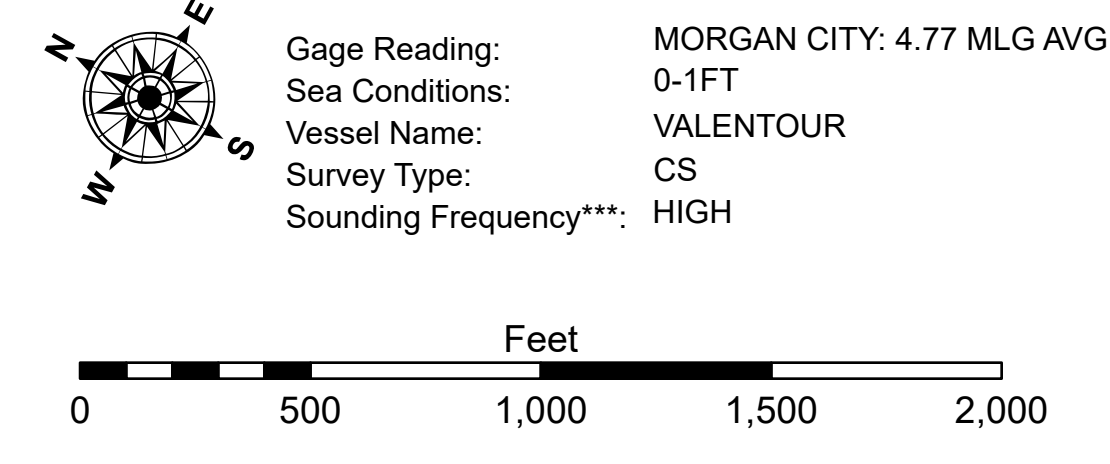 E
N
S
W
Gage Reading: MORGAN CITY: 4.77 MLG AVG
Sea Conditions: 0-1FT
Vessel Name: VALENTOUR
Survey Type: CS
Sounding Frequency***: HIGH
Feet
0 500 1,000 1,500 2,000